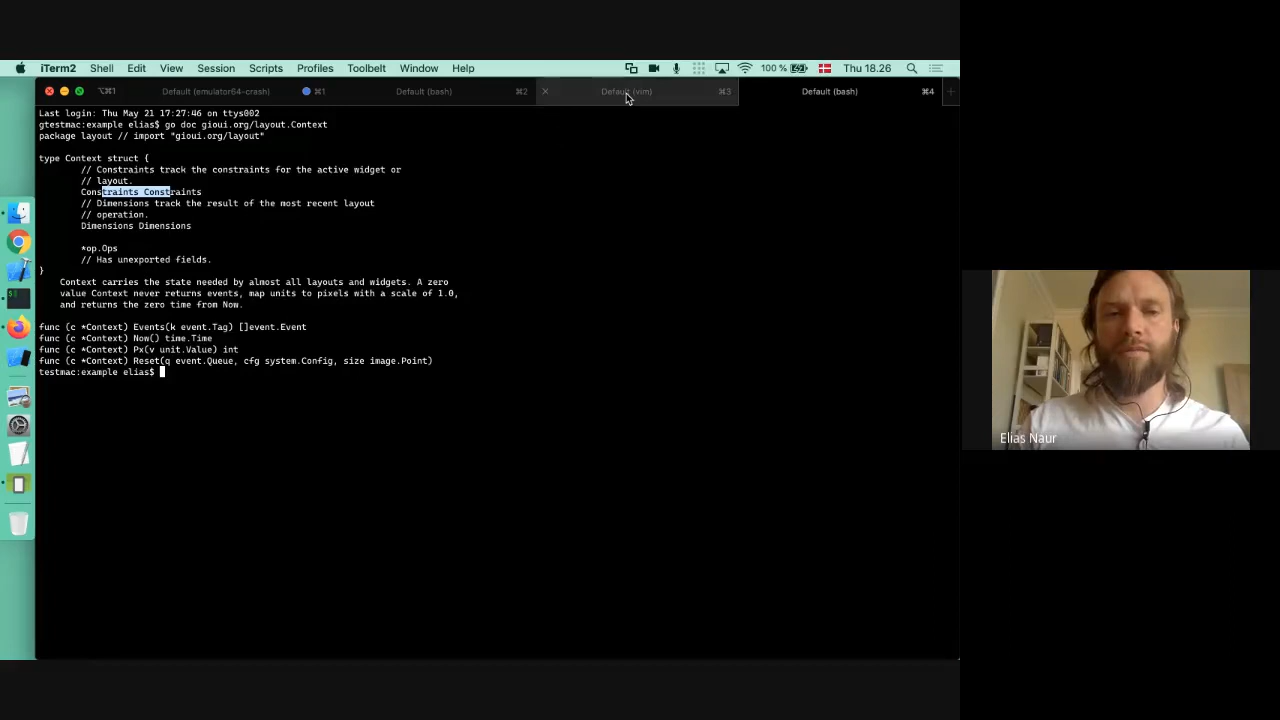 iTerm2 Shell Edit View Session Scripts Profiles Toolbelt Window Help 100 % Thu 18.26
⌥⌘1 Default (emulator64-crash) ⌘1 Default (bash) ⌘2 Default (vim) ⌘3 Default (bash) ⌘4
Last login: Thu May 21 17:27:46 on ttys002
gtestmac:example elias$ go doc gioui.org/layout.Context
package layout // import "gioui.org/layout"
type Context struct {
// Constraints track the constraints for the active widget or
// layout.
Constraints Constraints
// Dimensions track the result of the most recent layout
// operation.
Dimensions Dimensions
*op.Ops
// Has unexported fields.
}
Context carries the state needed by almost all layouts and widgets. A zero
value Context never returns events, map units to pixels with a scale of 1.0,
and returns the zero time from Now.
func (c *Context) Events(k event.Tag) []event.Event
func (c *Context) Now() time.Time
func (c *Context) Px(v unit.Value) int
func (c *Context) Reset(q event.Queue, cfg system.Config, size image.Point)
testmac:example elias$
Elias Naur